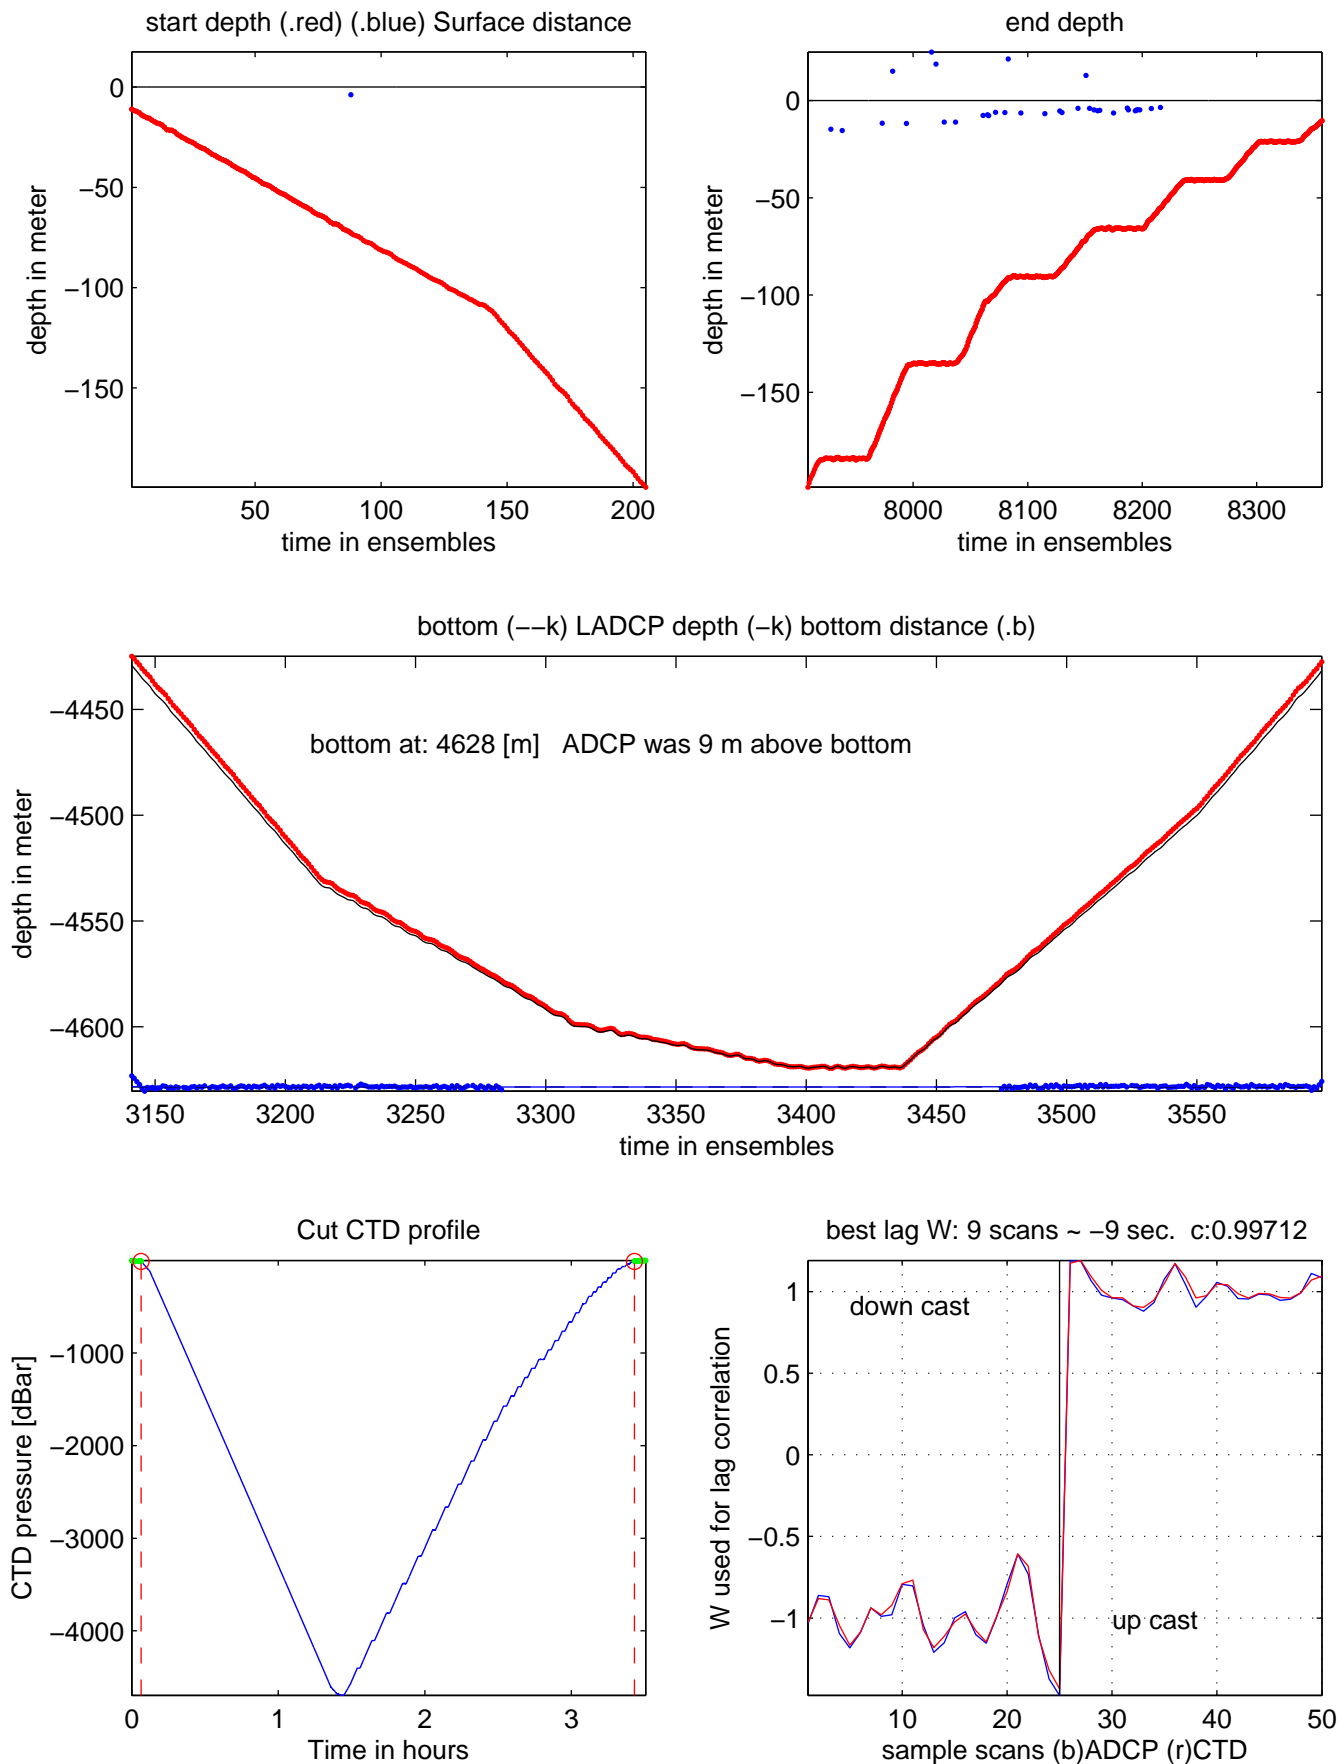 start depth (.red) (.blue) Surface distance
0
−50
−100
−150
depth in meter
50
100
150
200
time in ensembles
end depth
0
−50
−100
−150
depth in meter
8000
8100
8200
8300
time in ensembles
bottom (−−k) LADCP depth (−k) bottom distance (.b)
−4450
−4500
−4550
−4600
depth in meter
bottom at: 4628 [m]   ADCP was 9 m above bottom
3150
3200
3250
3300
3350
3400
3450
3500
3550
time in ensembles
Cut CTD profile
−1000
−2000
−3000
−4000
CTD pressure [dBar]
0
1
2
3
Time in hours
best lag W: 9 scans ~ −9 sec.  c:0.99712
1
0.5
0
−0.5
−1
W used for lag correlation
down cast
up cast
10
20
30
40
50
sample scans (b)ADCP (r)CTD